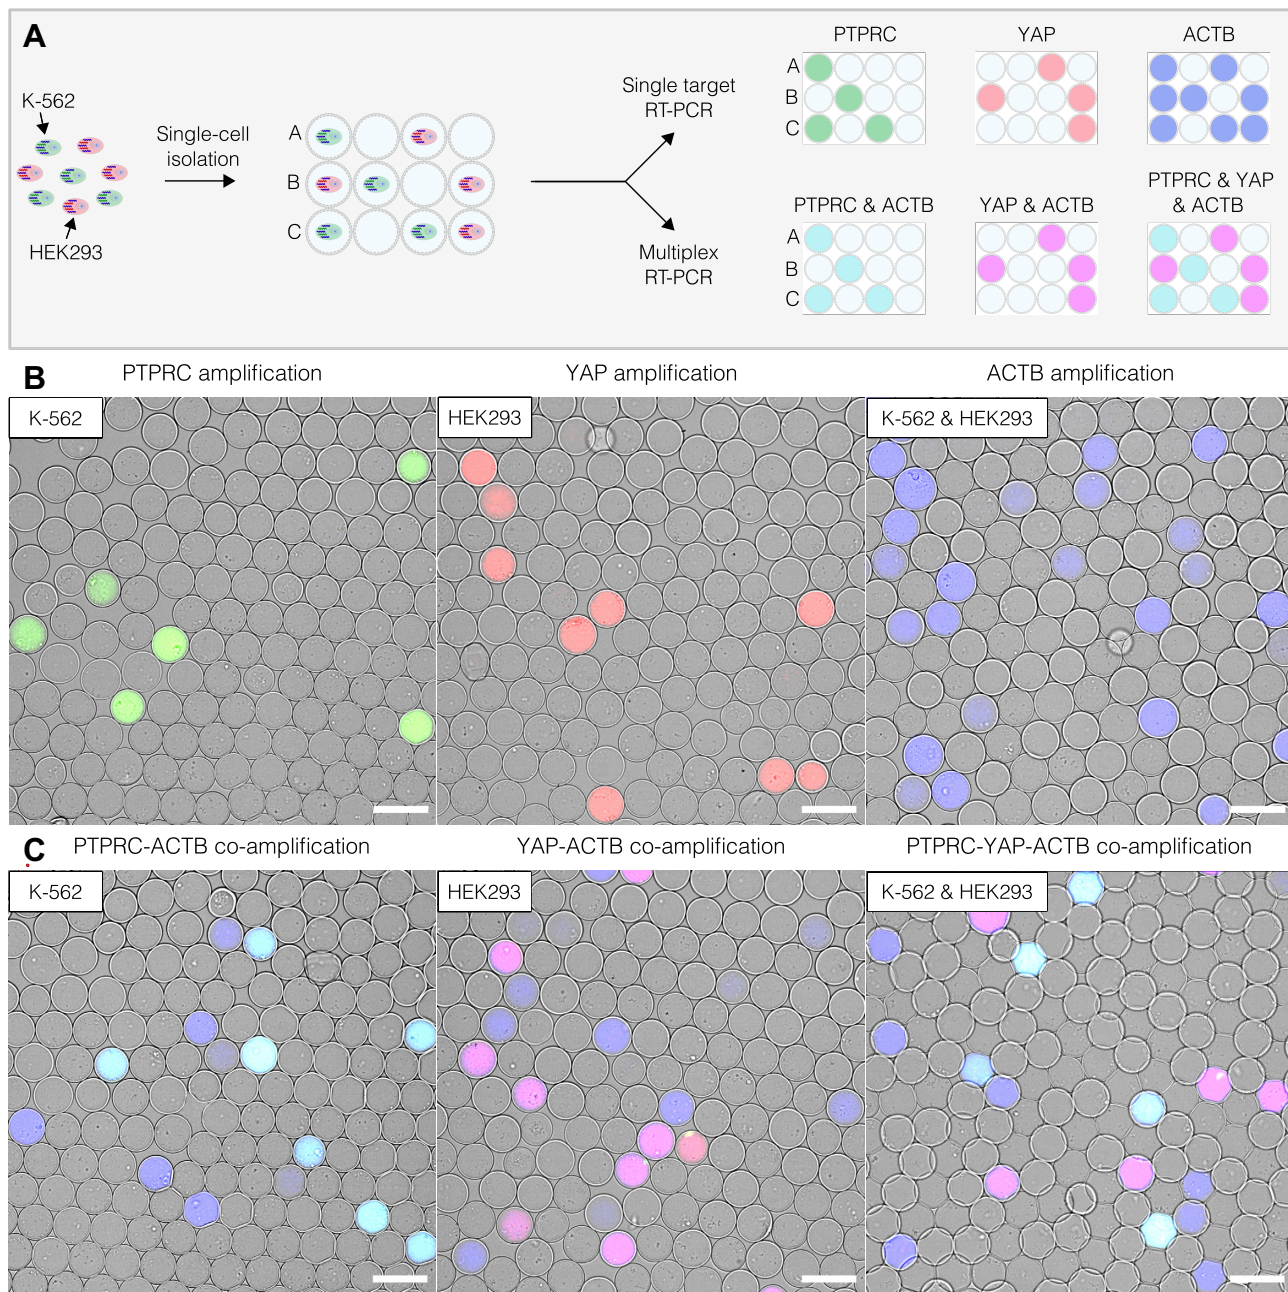 A
K-562
HEK293
Single-cell
isolation
A
B
C
Single target
RT-PCR
Multiplex
RT-PCR
PTPRC
YAP
ACTB
A
B
C
PTPRC & ACTB
YAP & ACTB
PTPRC & YAP
& ACTB
A
B
C
B
PTPRC amplification
YAP amplification
ACTB amplification
K-562
HEK293
K-562 & HEK293
C
PTPRC-ACTB co-amplification
YAP-ACTB co-amplification
PTPRC-YAP-ACTB co-amplification
K-562
HEK293
K-562 & HEK293